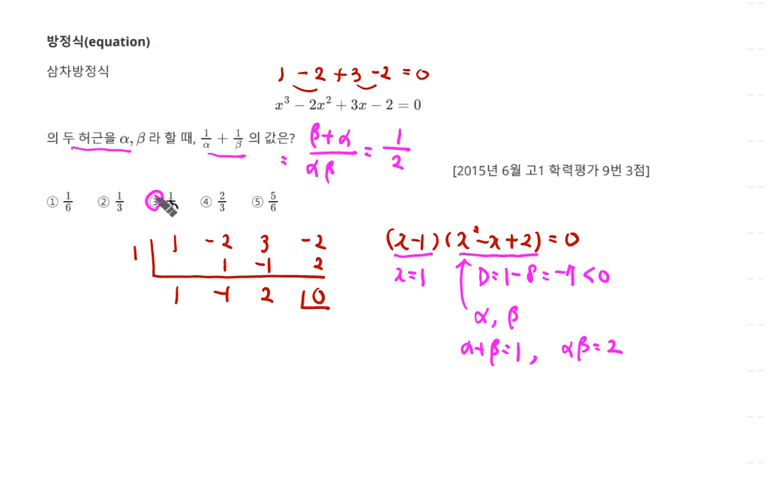 방정식(equation)
삼차방정식
1 - 2 + 3 - 2 = 0
x³ − 2x² + 3x − 2 = 0
의 두 허근을 α, β 라 할 때, 1/α + 1/β 의 값은?
= (β+α)/(αβ) = 1/2
[2015년 6월 고1 학력평가 9번 3점]
① 1/6 ② 1/3 ③ ④ 2/3 ⑤ 5/6
1 | 1 -2 3 -2
1 -1 2
1 -1 2 0
(x-1)(x²-x+2)=0
x=1 D=1-8=-7<0
α, β
α+β=1, αβ=2